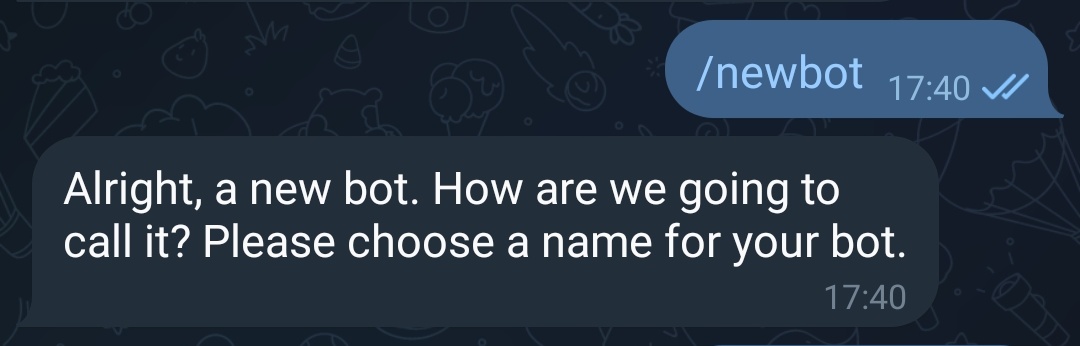 /newbot 17:40
Alright, a new bot. How are we going to
call it? Please choose a name for your bot.
17:40